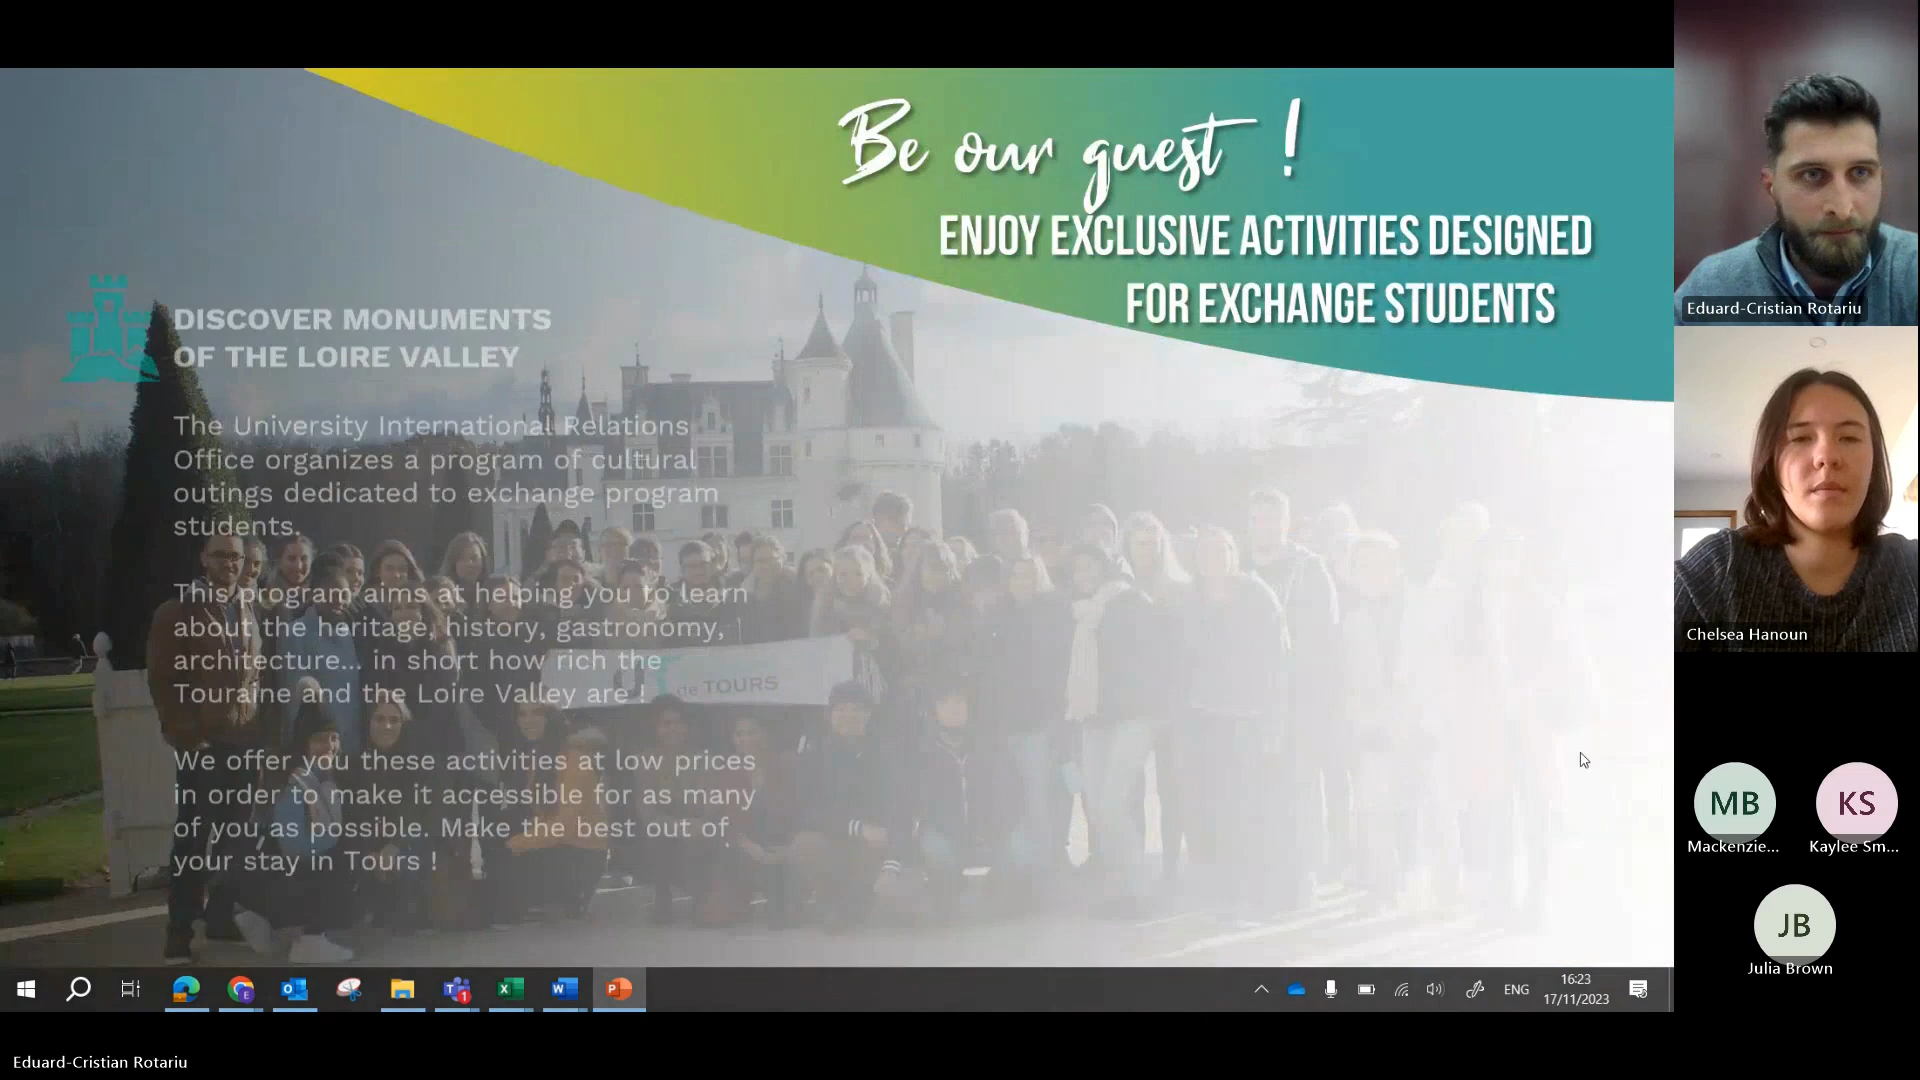 Be our guest !
ENJOY EXCLUSIVE ACTIVITIES DESIGNED
FOR EXCHANGE STUDENTS
DISCOVER MONUMENTS
OF THE LOIRE VALLEY
The University International Relations
Office organizes a program of cultural
outings dedicated to exchange program
students.
This program aims at helping you to learn
about the heritage, history, gastronomy,
architecture... in short how rich the
Touraine and the Loire Valley are !
We offer you these activities at low prices
in order to make it accessible for as many
of you as possible. Make the best out of
your stay in Tours !
de TOURS
Eduard-Cristian Rotariu
Chelsea Hanoun
MB
Mackenzie...
KS
Kaylee Sm...
JB
Julia Brown
ENG
16:23
17/11/2023
Eduard-Cristian Rotariu